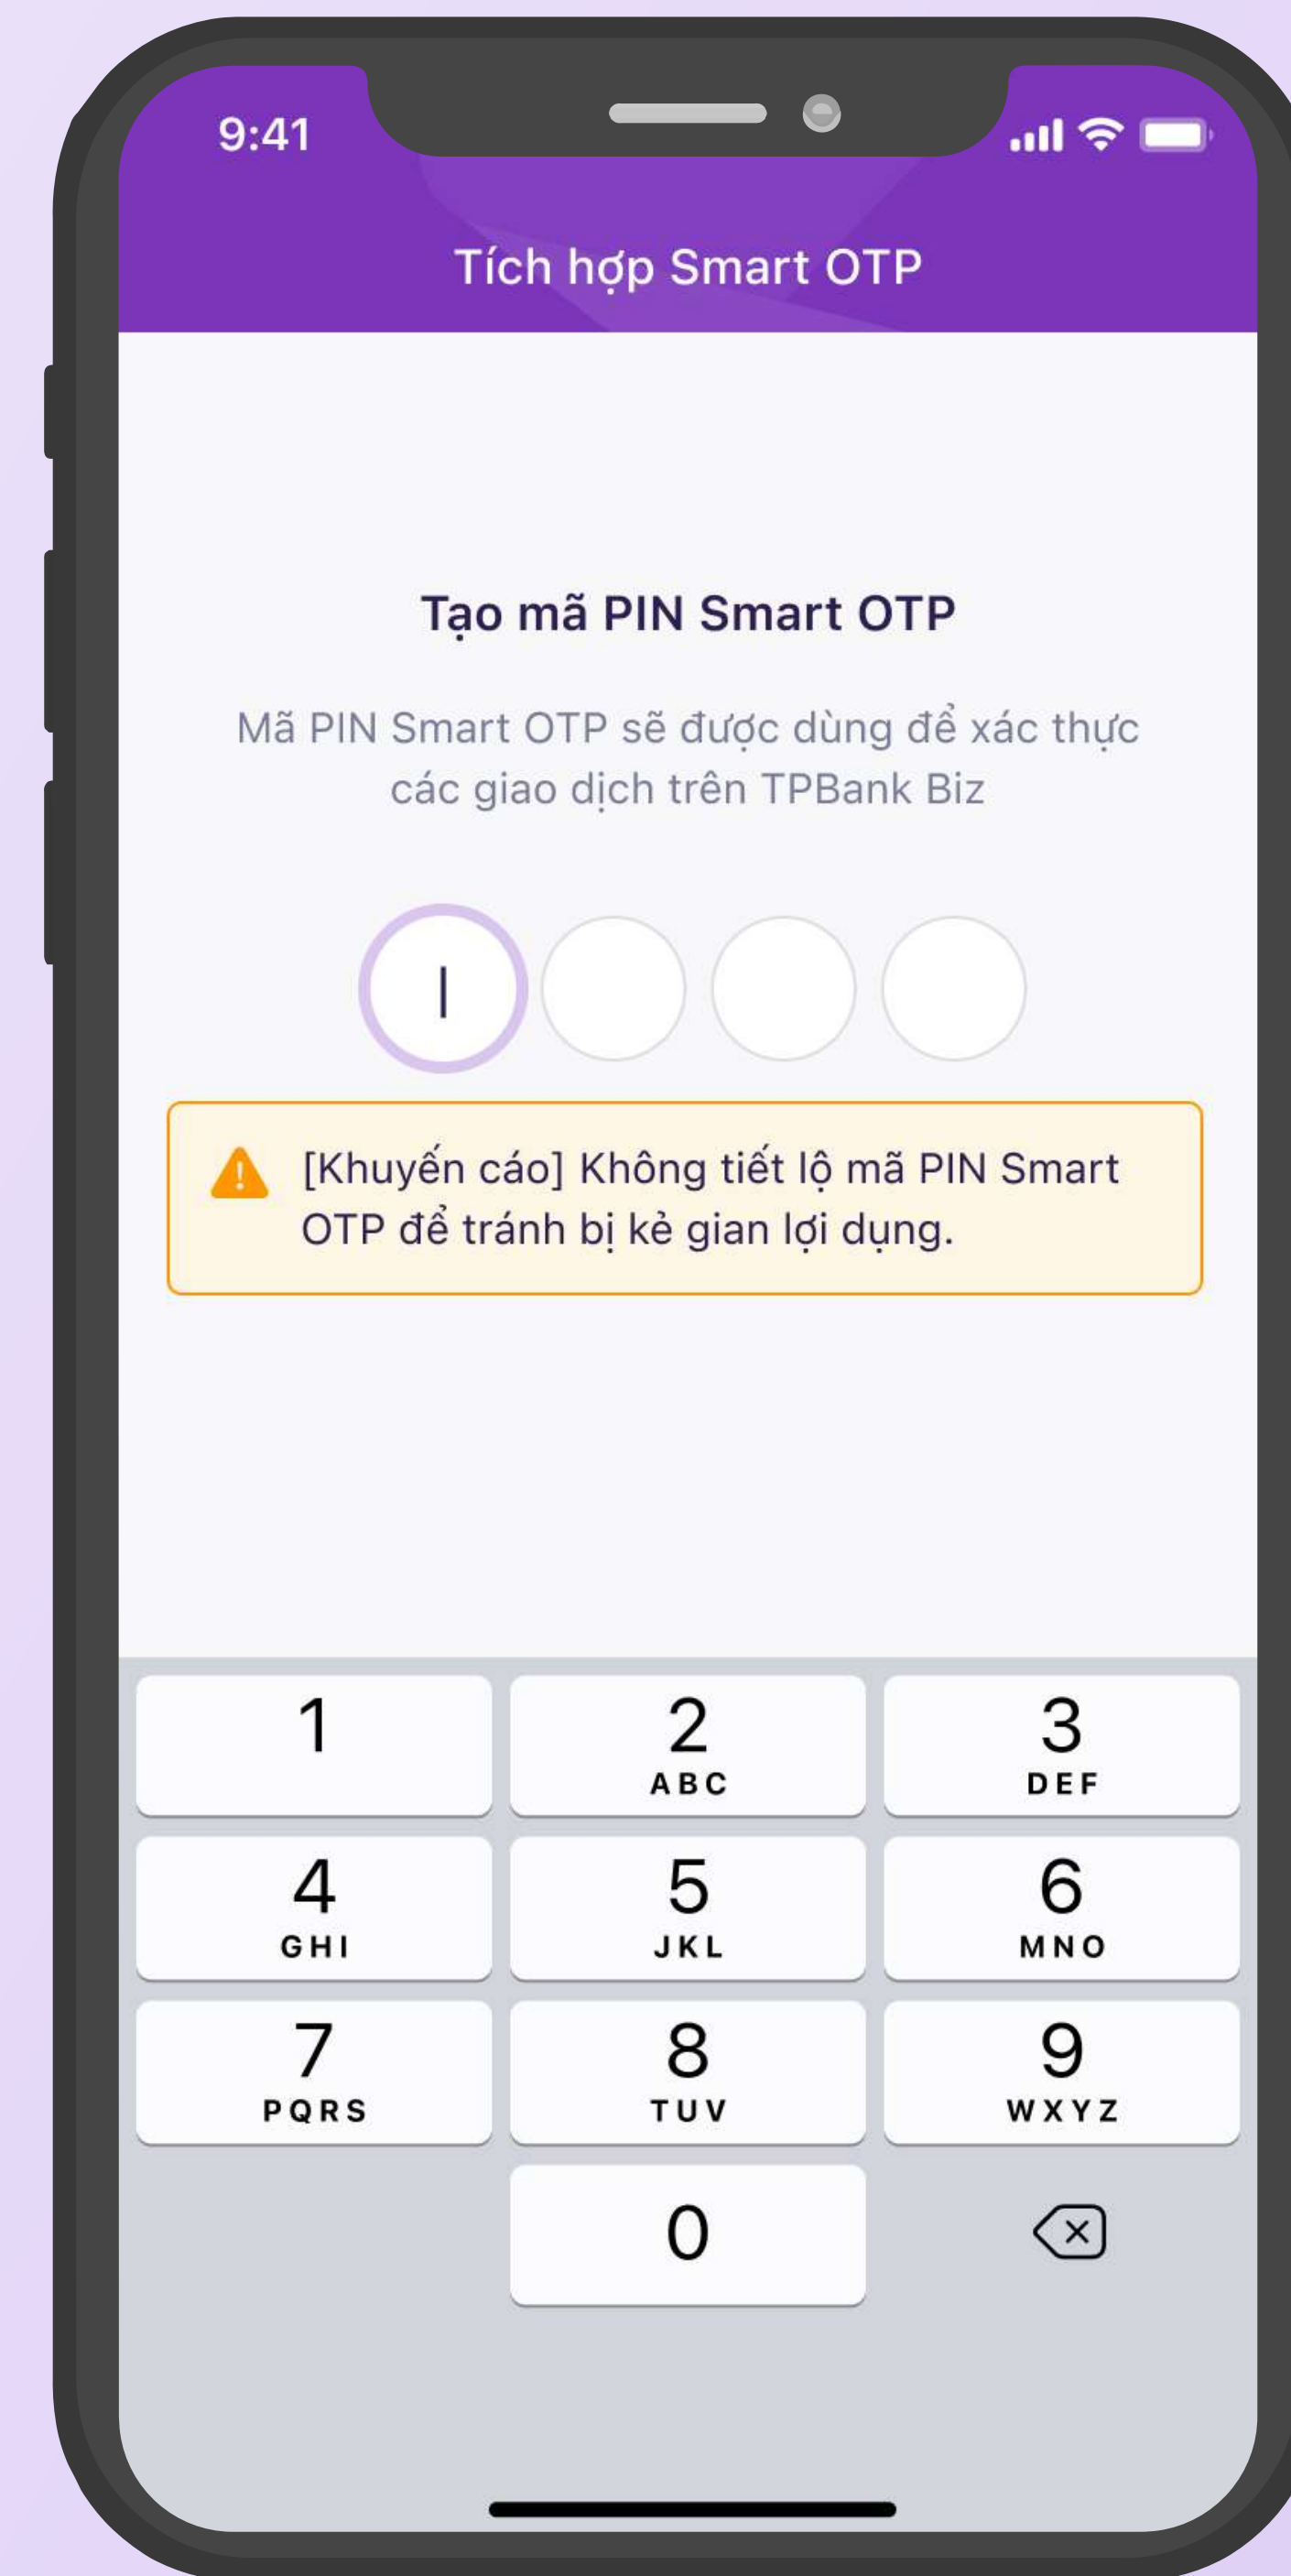 9:41
Tích hợp Smart OTP
Tạo mã PIN Smart OTP
Mã PIN Smart OTP sẽ được dùng để xác thực
các giao dịch trên TPBank Biz
[Khuyến cáo] Không tiết lộ mã PIN Smart
OTP để tránh bị kẻ gian lợi dụng.
1 2 3
ABC DEF
4 5 6
GHI JKL MNO
7 8 9
PQRS TUV WXYZ
0